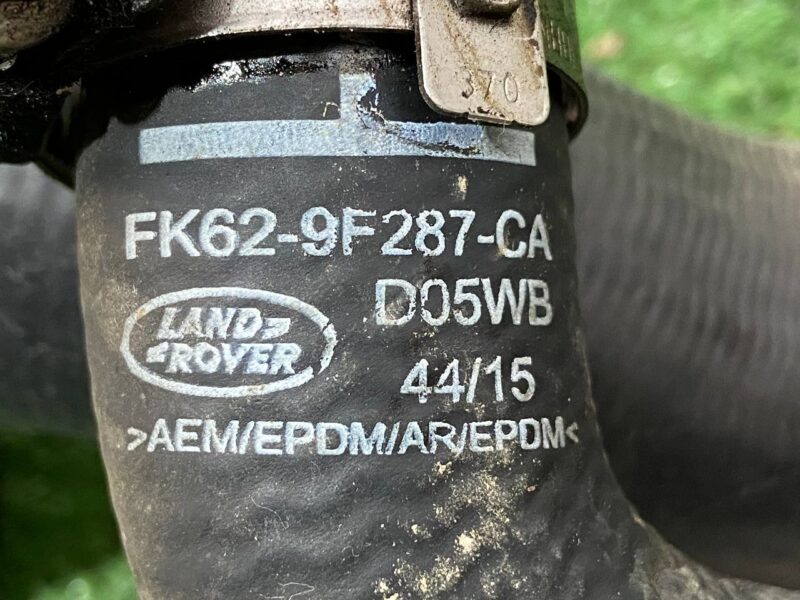 370
FK62-9F287-CA
D05WB
LAND
ROVER
44/15
>AEM/EPDM/AR/EPDM<